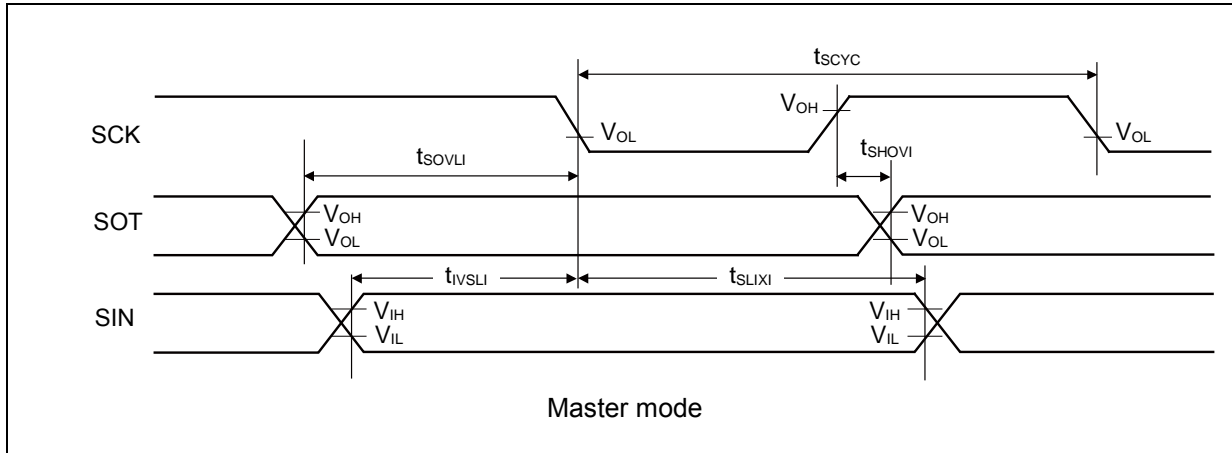 tSCYC
SCK
VOH
VOL
VOL
tSOVLI
tSHOVI
SOT
VOH
VOL
VOH
VOL
tIVSLI
tSLIXI
SIN
VIH
VIL
VIH
VIL
Master mode